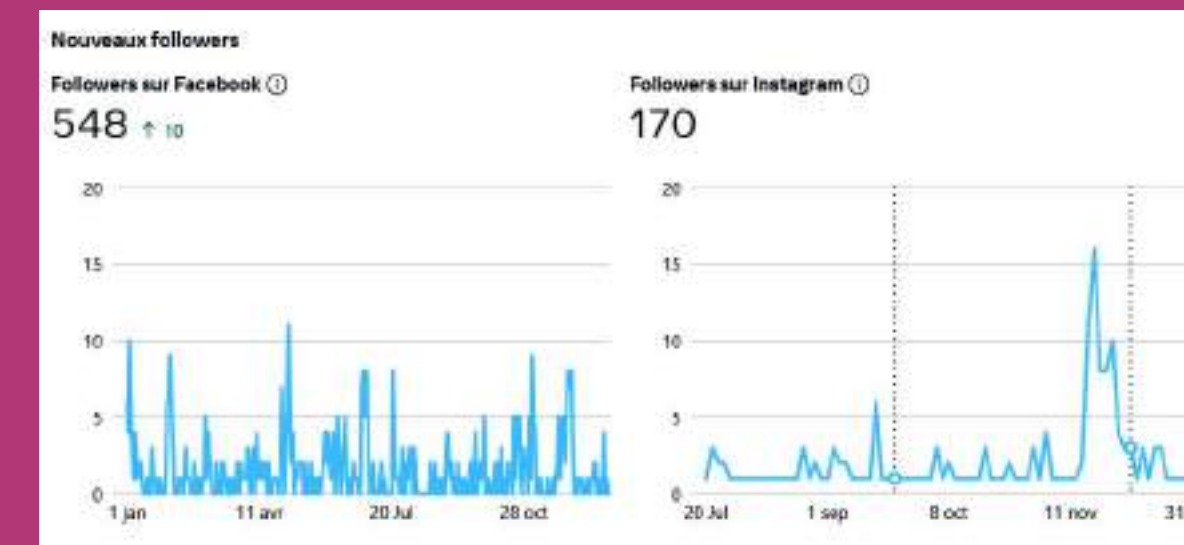 Nouveaux followers
Followers sur Facebook
548 ↑ 10
20
15
10
5
0
1 jan 11 avr 20 Jul 28 oct
Followers sur Instagram
170
20
15
10
5
0
20 Jul 1 sep 8 oct 11 nov 31